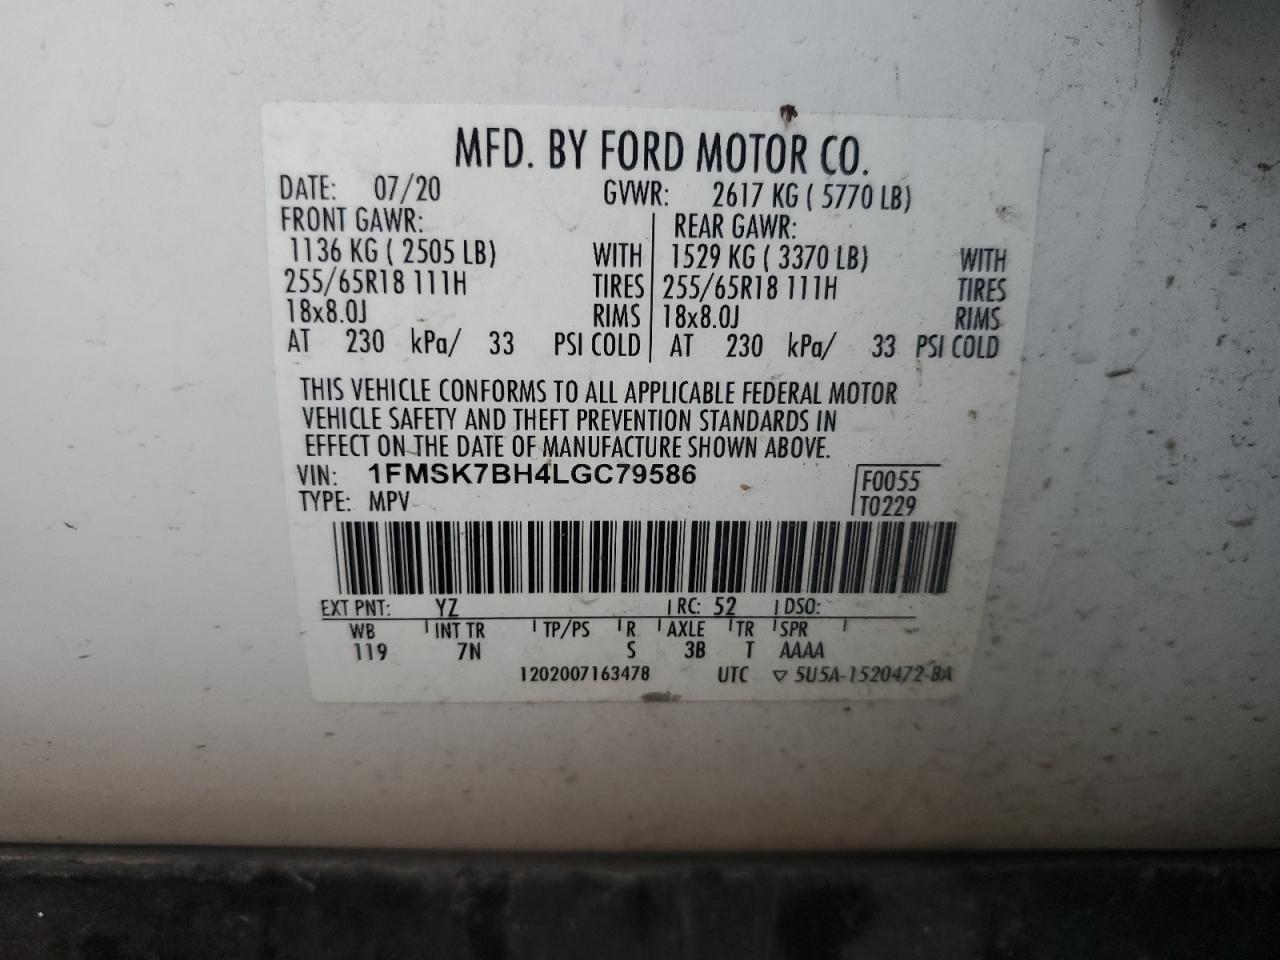 MFD. BY FORD MOTOR CO.
DATE: 07/20 GVWR: 2617 KG ( 5770 LB)
FRONT GAWR: REAR GAWR:
1136 KG ( 2505 LB) WITH 1529 KG ( 3370 LB) WITH
255/65R18 111H TIRES 255/65R18 111H TIRES
18x8.0J RIMS 18x8.0J RIMS
AT 230 kPa/ 33 PSI COLD AT 230 kPa/ 33 PSI COLD
THIS VEHICLE CONFORMS TO ALL APPLICABLE FEDERAL MOTOR
VEHICLE SAFETY AND THEFT PREVENTION STANDARDS IN
EFFECT ON THE DATE OF MANUFACTURE SHOWN ABOVE.
VIN: 1FMSK7BH4LGC79586 F0055
TYPE: MPV T0229
EXT PNT: YZ RC: 52 DSO:
WB INT TR TP/PS R AXLE TR SPR
119 7N S 3B T AAAA
1202007163478 UTC ▽ 5U5A-1520472-BA